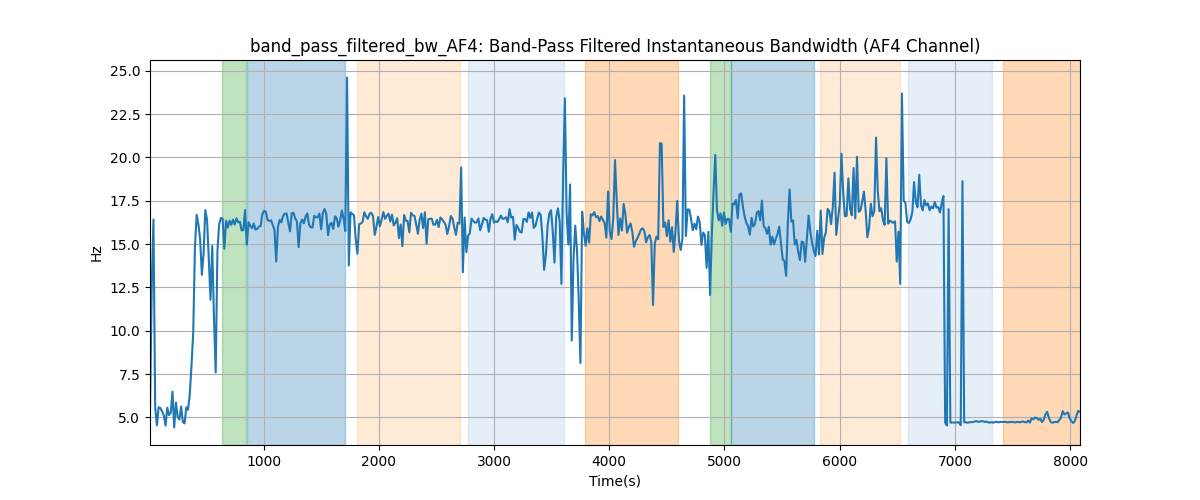 band_pass_filtered_bw_AF4: Band-Pass Filtered Instantaneous Bandwidth (AF4 Channel)
25.0
22.5
20.0
17.5
15.0
12.5
10.0
7.5
5.0
Hz
1000 2000 3000 4000 5000 6000 7000 8000
Time(s)